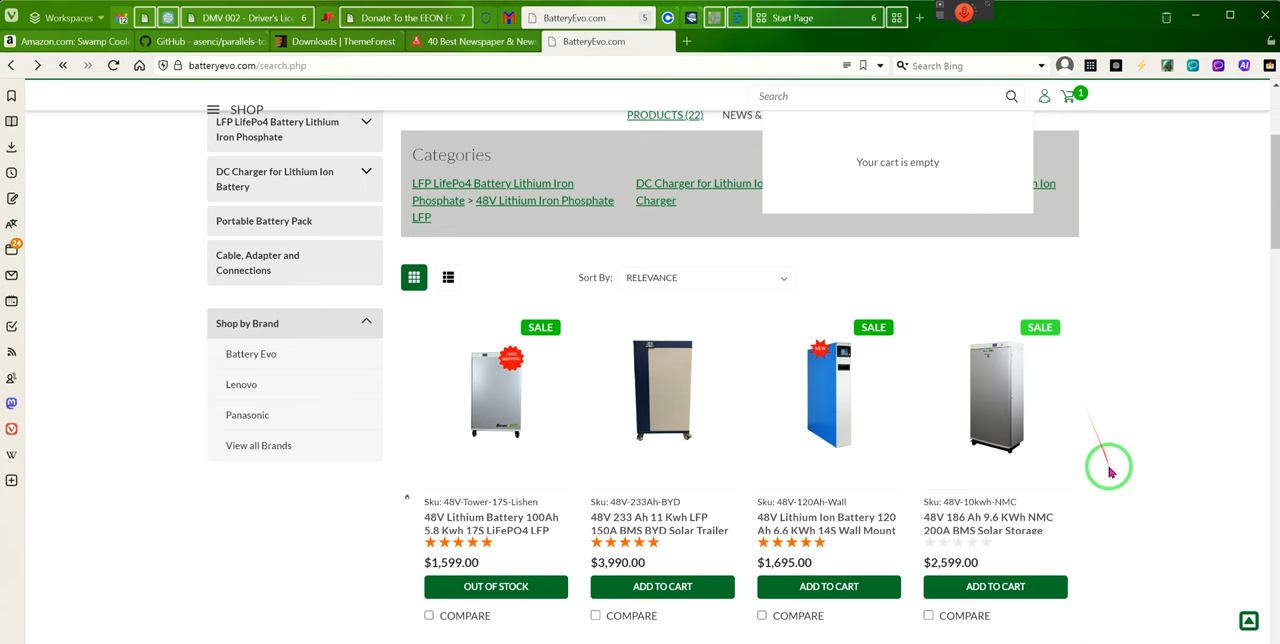 Workspaces
DMV 002 - Driver's Lic 6
Donate To the EEON FC 7
BatteryEvo.com 5
Start Page 6
Amazon.com: Swamp Cool
GitHub - asenci/parallels-to
Downloads | ThemeForest
40 Best Newspaper & New
BatteryEvo.com
batteryevo.com/search.php
Search Bing
24
SHOP
Search
1
LFP LifePo4 Battery Lithium
Iron Phosphate
DC Charger for Lithium Ion
Battery
Portable Battery Pack
Cable, Adapter and
Connections
Shop by Brand
Battery Evo
Lenovo
Panasonic
View all Brands
PRODUCTS (22) NEWS &
Your cart is empty
Categories
LFP LifePo4 Battery Lithium Iron
Phosphate > 48V Lithium Iron Phosphate
LFP
DC Charger for Lithium Io
Charger
Ion
Sort By: RELEVANCE
SALE
FREE
SHIPPING
SALE
NEW
SALE
Sku: 48V-Tower-17S-Lishen
48V Lithium Battery 100Ah
5.8 Kwh 17S LiFePO4 LFP
$1,599.00
OUT OF STOCK
COMPARE
Sku: 48V-233Ah-BYD
48V 233 Ah 11 Kwh LFP
150A BMS BYD Solar Trailer
$3,990.00
ADD TO CART
COMPARE
Sku: 48V-120Ah-Wall
48V Lithium Ion Battery 120
Ah 6.6 KWh 14S Wall Mount
$1,695.00
ADD TO CART
COMPARE
Sku: 48V-10kwh-NMC
48V 186 Ah 9.6 KWh NMC
200A BMS Solar Storage
$2,599.00
ADD TO CART
COMPARE